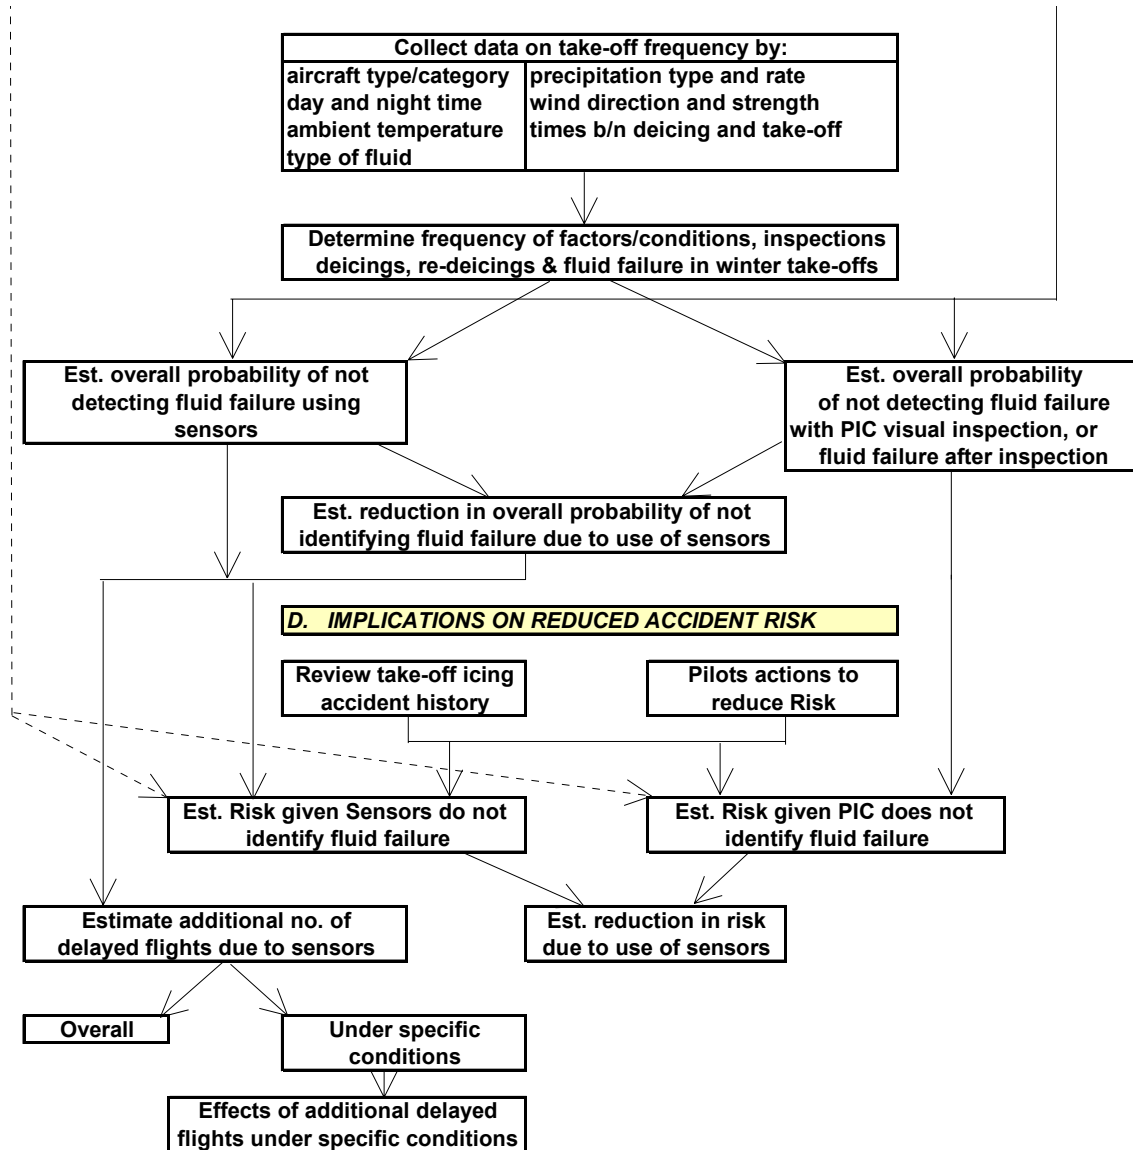 Collect data on take-off frequency by:
aircraft type/category
day and night time
ambient temperature
type of fluid
precipitation type and rate
wind direction and strength
times b/n deicing and take-off
Determine frequency of factors/conditions, inspections
deicings, re-deicings & fluid failure in winter take-offs
Est. overall probability of not
detecting fluid failure using
sensors
Est. overall probability
of not detecting fluid failure
with PIC visual inspection, or
fluid failure after inspection
Est. reduction in overall probability of not
identifying fluid failure due to use of sensors
D. IMPLICATIONS ON REDUCED ACCIDENT RISK
Review take-off icing
accident history
Pilots actions to
reduce Risk
Est. Risk given Sensors do not
identify fluid failure
Est. Risk given PIC does not
identify fluid failure
Estimate additional no. of
delayed flights due to sensors
Est. reduction in risk
due to use of sensors
Overall
Under specific
conditions
Effects of additional delayed
flights under specific conditions